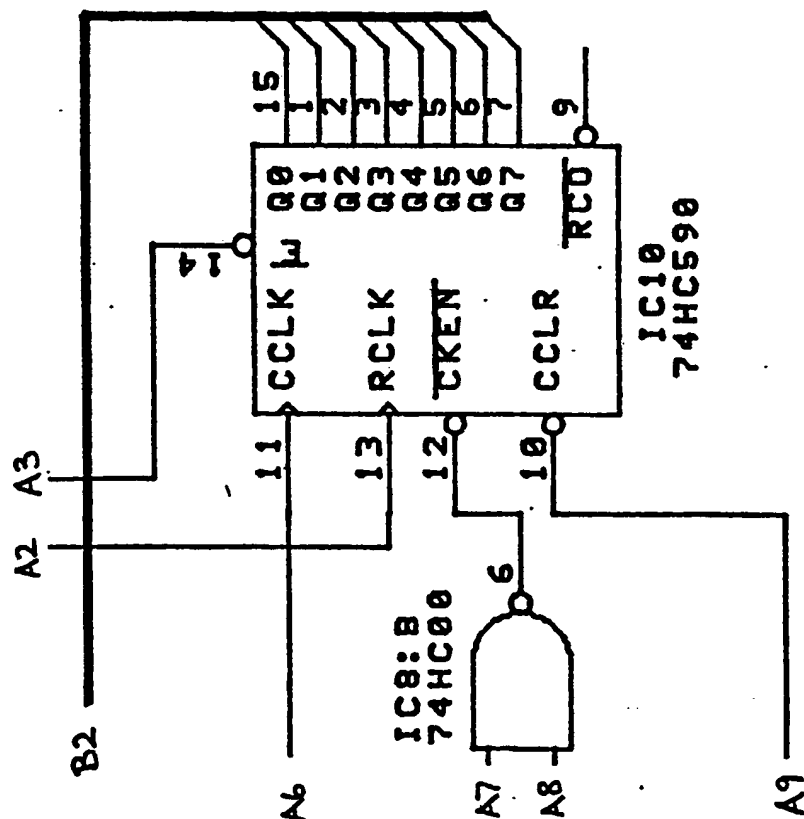 A3
A2
B2
A6
A7
A8
A9
15
1
2
3
4
5
6
7
9
14
11
13
12
10
6
Q0
Q1
Q2
Q3
Q4
Q5
Q6
Q7
RCO
E
CCLK
RCLK
CKEN
CCLR
IC10
74HC590
IC8:B
74HC00